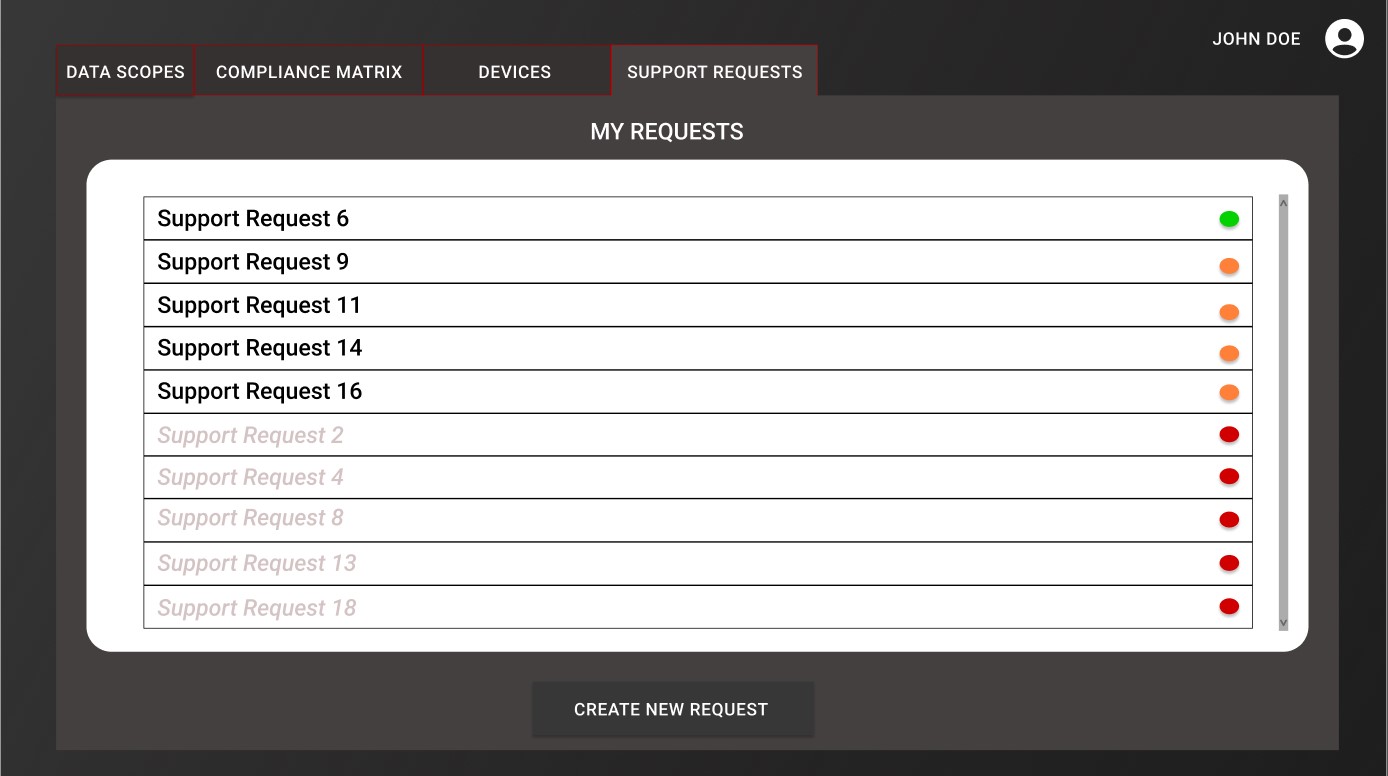 JOHN DOE
DATA SCOPES
COMPLIANCE MATRIX
DEVICES
SUPPORT REQUESTS
MY REQUESTS
Support Request 6
Support Request 9
Support Request 11
Support Request 14
Support Request 16
Support Request 2
Support Request 4
Support Request 8
Support Request 13
Support Request 18
CREATE NEW REQUEST